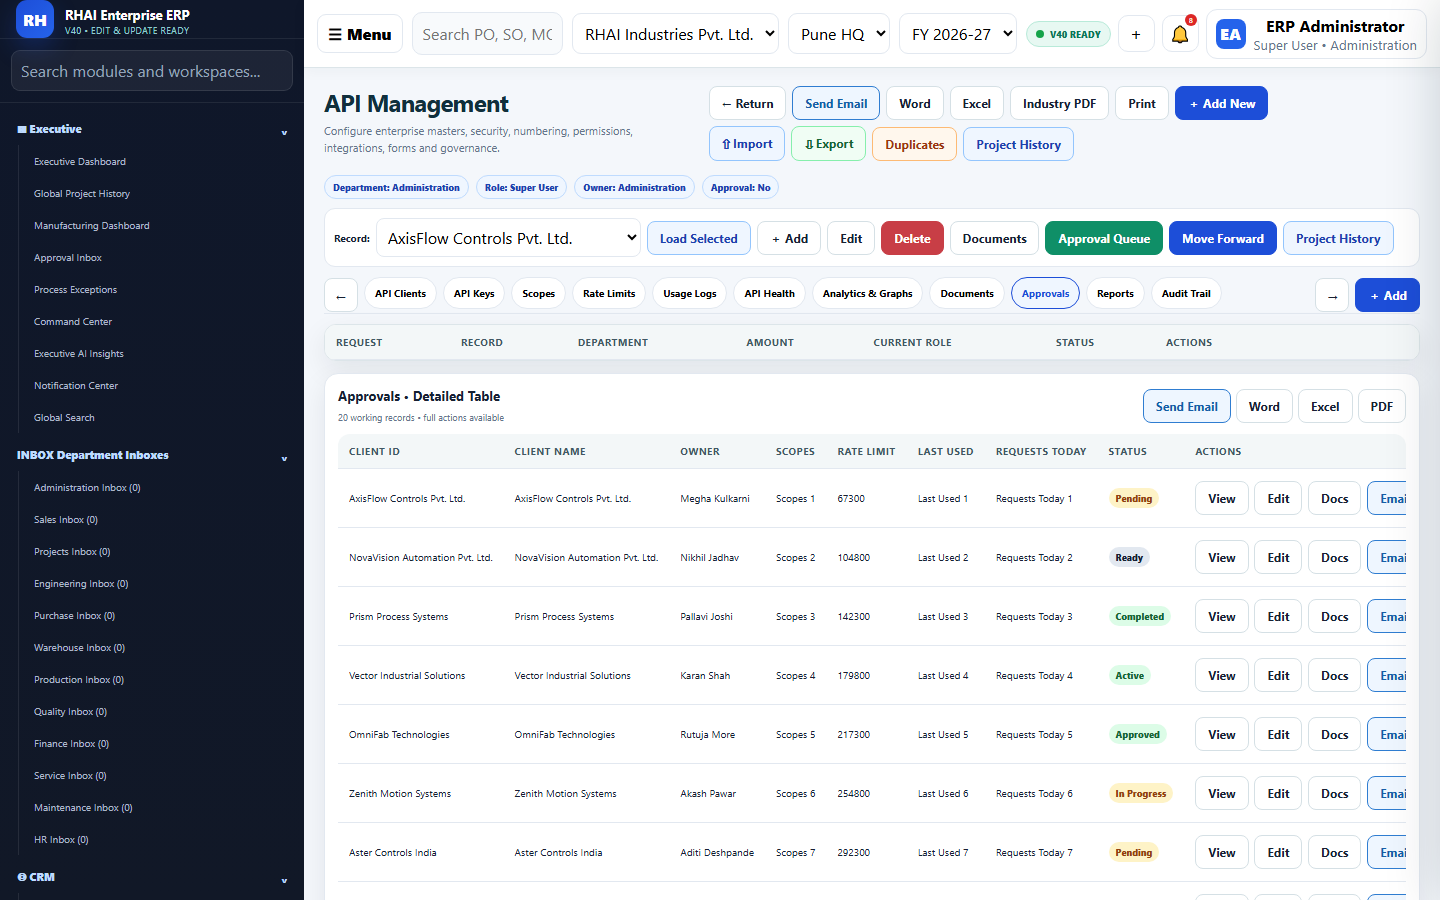 RH
RHAI Enterprise ERP
V40 • EDIT & UPDATE READY
Search modules and workspaces...
Executive
Executive Dashboard
Global Project History
Manufacturing Dashboard
Approval Inbox
Process Exceptions
Command Center
Executive AI Insights
Notification Center
Global Search
INBOX Department Inboxes
Administration Inbox (0)
Sales Inbox (0)
Projects Inbox (0)
Engineering Inbox (0)
Purchase Inbox (0)
Warehouse Inbox (0)
Production Inbox (0)
Quality Inbox (0)
Finance Inbox (0)
Service Inbox (0)
Maintenance Inbox (0)
HR Inbox (0)
CRM
☰ Menu
Search PO, SO, MO
RHAI Industries Pvt. Ltd.
Pune HQ
FY 2026-27
V40 READY
+
8
EA
ERP Administrator
Super User • Administration
API Management
Configure enterprise masters, security, numbering, permissions,
integrations, forms and governance.
← Return
Send Email
Word
Excel
Industry PDF
Print
+ Add New
⇧ Import
⇩ Export
Duplicates
Project History
Department: Administration
Role: Super User
Owner: Administration
Approval: No
Record:
AxisFlow Controls Pvt. Ltd.
Load Selected
+ Add
Edit
Delete
Documents
Approval Queue
Move Forward
Project History
←
API Clients
API Keys
Scopes
Rate Limits
Usage Logs
API Health
Analytics & Graphs
Documents
Approvals
Reports
Audit Trail
→
+ Add
REQUEST RECORD DEPARTMENT AMOUNT CURRENT ROLE STATUS ACTIONS
Approvals • Detailed Table
20 working records • full actions available
Send Email
Word
Excel
PDF
CLIENT ID CLIENT NAME OWNER SCOPES RATE LIMIT LAST USED REQUESTS TODAY STATUS ACTIONS
AxisFlow Controls Pvt. Ltd. AxisFlow Controls Pvt. Ltd. Megha Kulkarni Scopes 1 67300 Last Used 1 Requests Today 1 Pending View Edit Docs Emai
NovaVision Automation Pvt. Ltd. NovaVision Automation Pvt. Ltd. Nikhil Jadhav Scopes 2 104800 Last Used 2 Requests Today 2 Ready View Edit Docs Emai
Prism Process Systems Prism Process Systems Pallavi Joshi Scopes 3 142300 Last Used 3 Requests Today 3 Completed View Edit Docs Emai
Vector Industrial Solutions Vector Industrial Solutions Karan Shah Scopes 4 179800 Last Used 4 Requests Today 4 Active View Edit Docs Emai
OmniFab Technologies OmniFab Technologies Rutuja More Scopes 5 217300 Last Used 5 Requests Today 5 Approved View Edit Docs Emai
Zenith Motion Systems Zenith Motion Systems Akash Pawar Scopes 6 254800 Last Used 6 Requests Today 6 In Progress View Edit Docs Emai
Aster Controls India Aster Controls India Aditi Deshpande Scopes 7 292300 Last Used 7 Requests Today 7 Pending View Edit Docs Emai